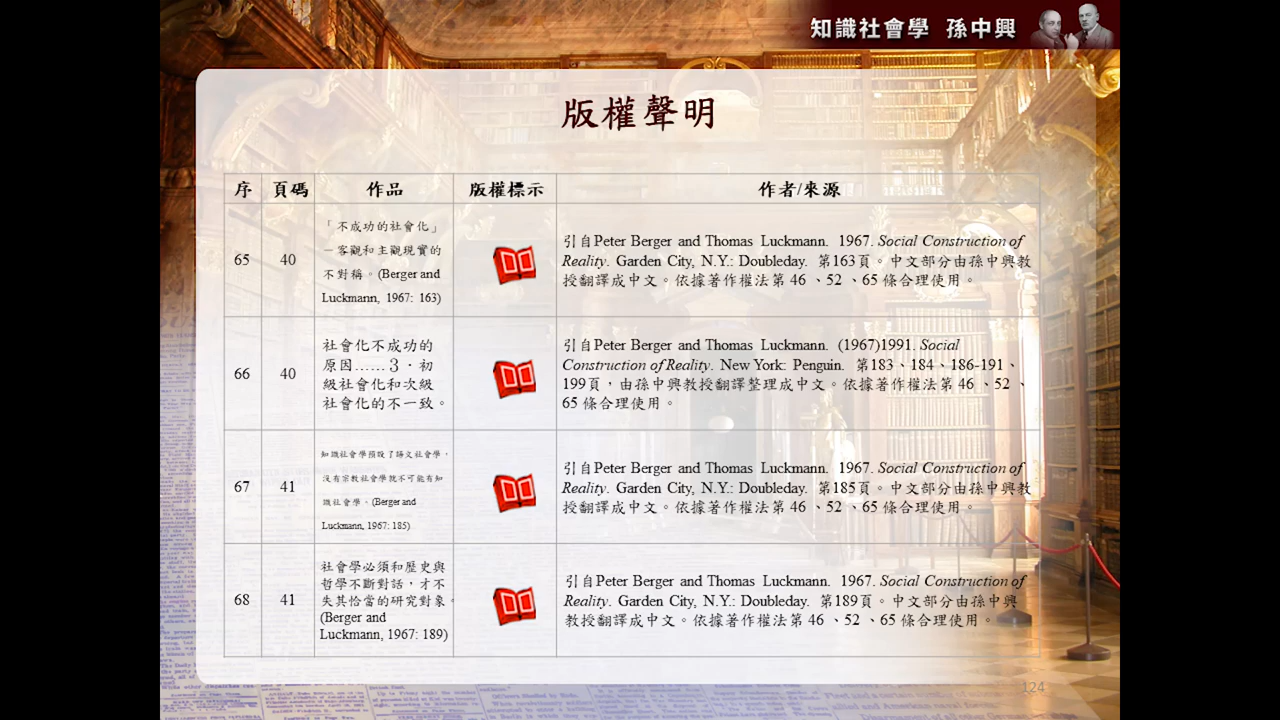 知識社會學 孫中興
版權聲明
序 頁碼 作品 版權標示 作者/來源
65 40
「不成功的社會化」
—客觀和主觀現實的
不對稱。(Berger and
Luckmann, 1967: 163)
引自Peter Berger and Thomas Luckmann. 1967. Social Construction of
Reality. Garden City, N.Y.: Doubleday. 第163頁。中文部分由孫中興教
授翻譯成中文。依據著作權法第 46 、52 、65 條合理使用。
66 40
社會化不成功的
原因……3、初
級社會化和次級
社會化的不一致
引自Peter Berger and Thomas Luckmann. (1967)1991. Social
Construction of Reality. New York: Penguin. 第183、184、186-191、
199頁，由孫中興教授翻譯整理成中文。依據著作權法第 46 、52 、
65 條合理使用。
67 41
知識社會學預設了語文社會學，
沒有宗教社會學就不可能有知
識社會學。(Berger and
Luckmann, 1967: 185)
引自Peter Berger and Thomas Luckmann. 1967. Social Construction of
Reality. Garden City, N.Y.: Doubleday. 第185頁。中文部分由孫中興教
授翻譯成中文。依據著作權法第 46 、52 、65 條合理使用。
68 41
社會學必須和歷史與
哲學不斷對話，才不
失其恰當的研究對象
(Berger and
Luckmann, 1967: 189)
引自Peter Berger and Thomas Luckmann. 1967. Social Construction of
Reality. Garden City, N.Y.: Doubleday. 第189頁。中文部分由孫中興
教授翻譯成中文。依據著作權法第 46 、52 、65 條合理使用。
124